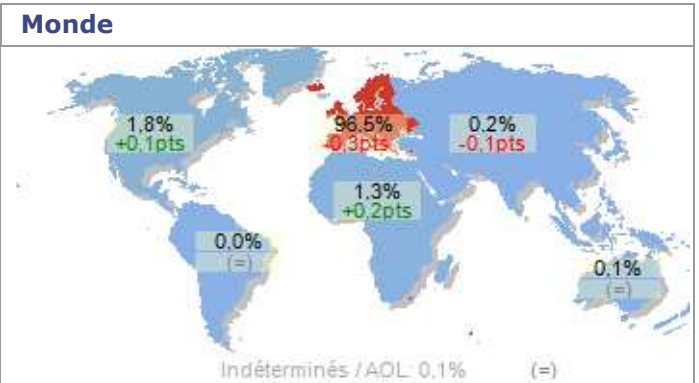 Monde
1,8%
+0,1pts
96,5%
-0,3pts
0,2%
-0,1pts
1,3%
+0,2pts
0,0%
(=)
0,1%
(=)
Indéterminés / AOL: 0,1% (=)